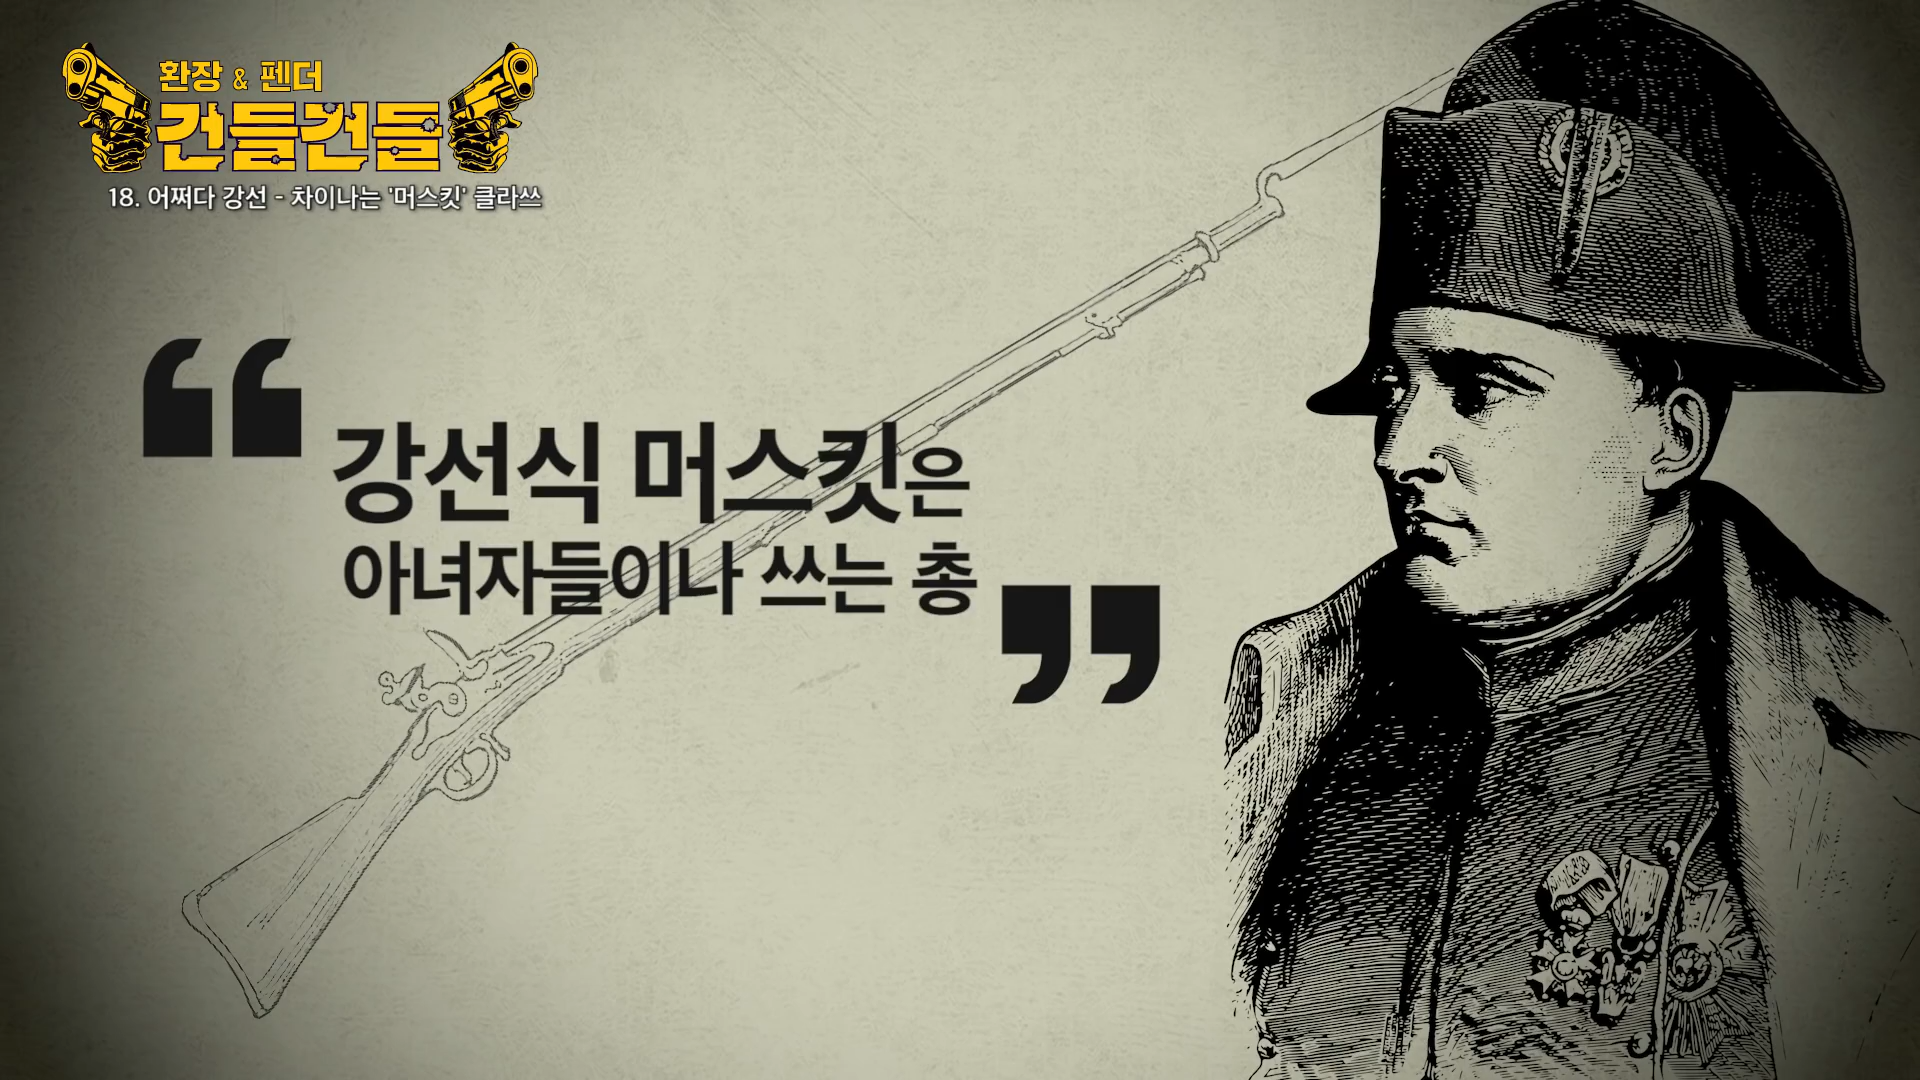 환장 & 펜더
건들건들
18. 어쩌다 강선 - 차이나는 '머스킷' 클라쓰
“ 강선식 머스킷은
아녀자들이나 쓰는 총 ”